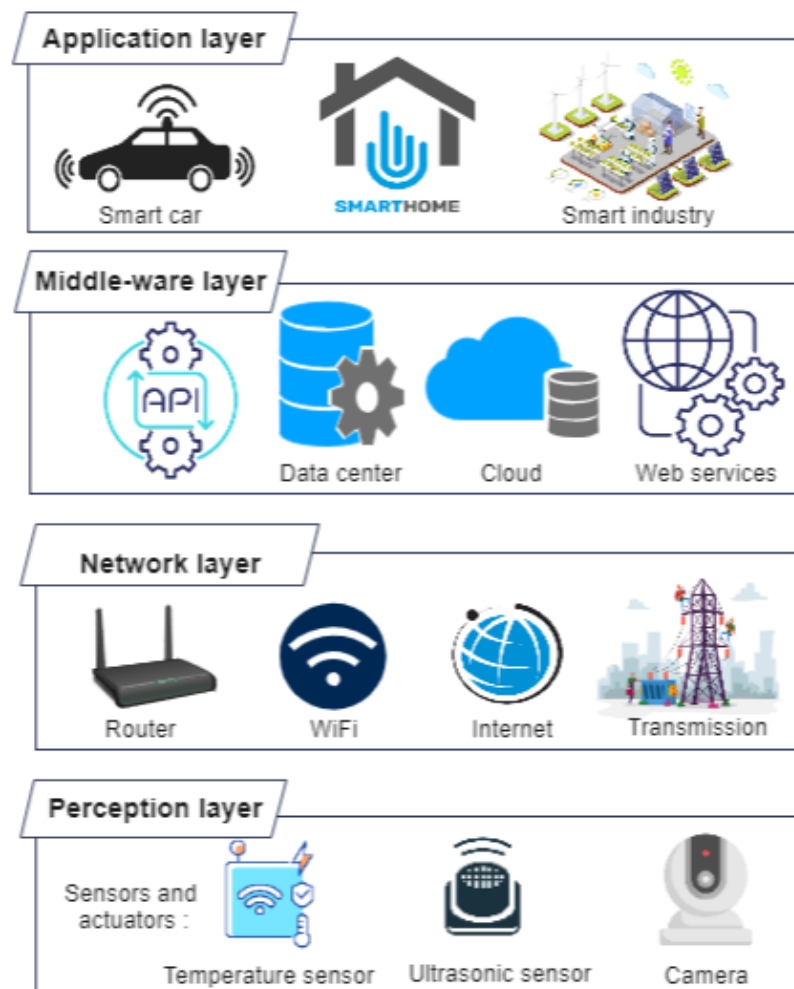 Application layer
Smart car
SMARTHOME
Smart industry
Middle-ware layer
API
Data center
Cloud
Web services
Network layer
Router
WiFi
Internet
Transmission
Perception layer
Sensors and
actuators :
Temperature sensor
Ultrasonic sensor
Camera